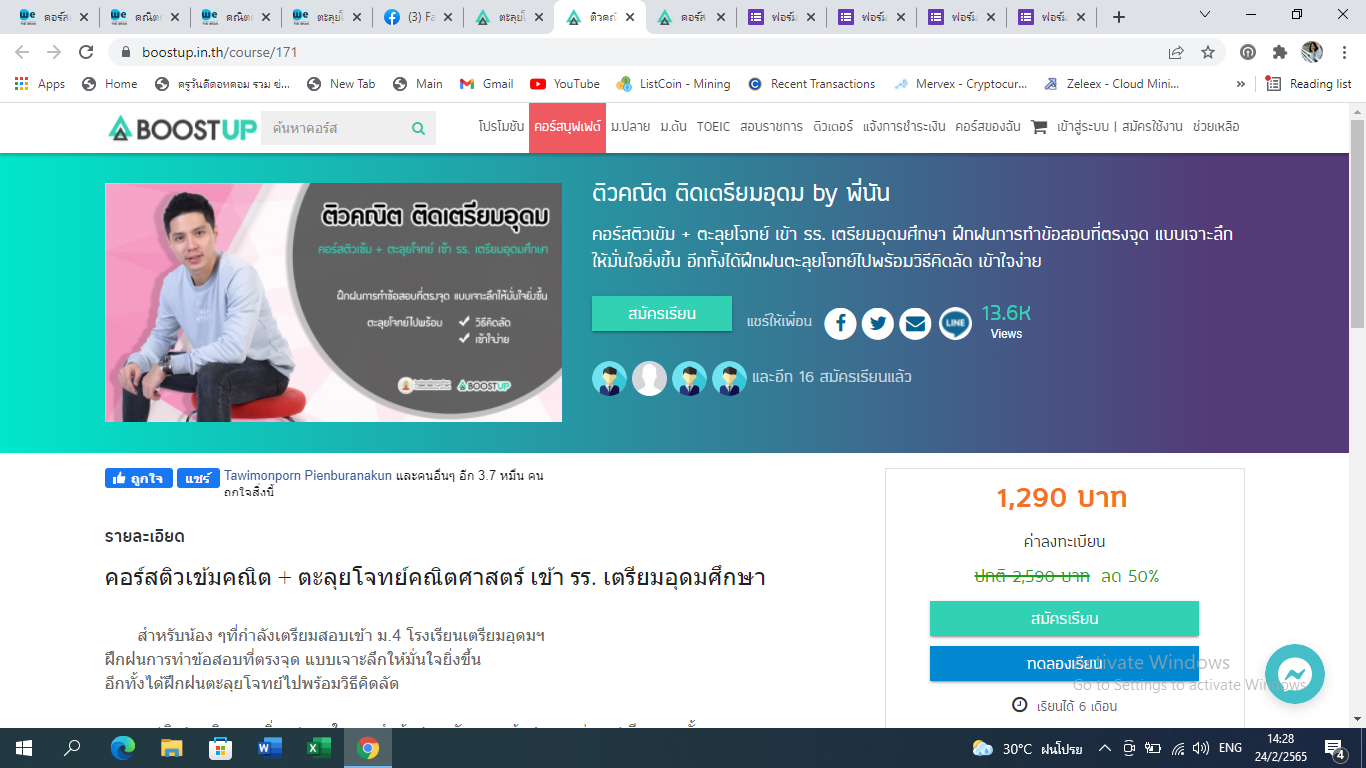 คอร์ส
คณิต
คณิต
ตะลุยโ
(3) Fa
ตะลุยโ
ติวคณิ
คอร์ส
ฟอร์ม
ฟอร์ม
ฟอร์ม
ฟอร์ม
boostup.in.th/course/171
Apps Home New Tab Main Gmail YouTube ListCoin - Mining Recent Transactions Mervex - Cryptocur... Zeleex - Cloud Mini... » Reading list
BOOSTUP ค้นหาคอร์ส โปรโมชัน คอร์สบุฟเฟต์ ม.ปลาย ม.ต้น TOEIC สอบราชการ ติวเตอร์ แจ้งการชำระเงิน คอร์สของฉัน เข้าสู่ระบบ | สมัครใช้งาน ช่วยเหลือ
ติวคณิต ติดเตรียมอุดม
คอร์สติวเข้ม + ตะลุยโจทย์ เข้า รร. เตรียมอุดมศึกษา
ฝึกฝนการทำข้อสอบที่ตรงจุด แบบเจาะลึกให้มั่นใจยิ่งขึ้น
ตะลุยโจทย์ไปพร้อม วิธีคิดลัด
เข้าใจง่าย
BOOSTUP
ติวคณิต ติดเตรียมอุดม by พี่นัน
คอร์สติวเข้ม + ตะลุยโจทย์ เข้า รร. เตรียมอุดมศึกษา ฝึกฝนการทำข้อสอบที่ตรงจุด แบบเจาะลึก
ให้มั่นใจยิ่งขึ้น อีกทั้งได้ฝึกฝนตะลุยโจทย์ไปพร้อมวิธีคิดลัด เข้าใจง่าย
สมัครเรียน แชร์ให้เพื่อน LINE 13.6K
Views
และอีก 16 สมัครเรียนแล้ว
ถูกใจ แชร์ Tawimonporn Pienburanakun และคนอื่นๆ อีก 3.7 หมื่น คน
ถูกใจสิ่งนี้
รายละเอียด
คอร์สติวเข้มคณิต + ตะลุยโจทย์คณิตศาสตร์ เข้า รร. เตรียมอุดมศึกษา
สำหรับน้อง ๆที่กำลังเตรียมสอบเข้า ม.4 โรงเรียนเตรียมอุดมฯ
ฝึกฝนการทำข้อสอบที่ตรงจุด แบบเจาะลึกให้มั่นใจยิ่งขึ้น
อีกทั้งได้ฝึกฝนตะลุยโจทย์ไปพร้อมวิธีคิดลัด
1,290 บาท
ค่าลงทะเบียน
ปกติ 2,590 บาท ลด 50%
สมัครเรียน
ทดลองเรียน
เรียนได้ 6 เดือน
Activate Windows
Go to Settings to activate Windows.
30°C ฝนโปรย ENG 14:28
24/2/2565
4